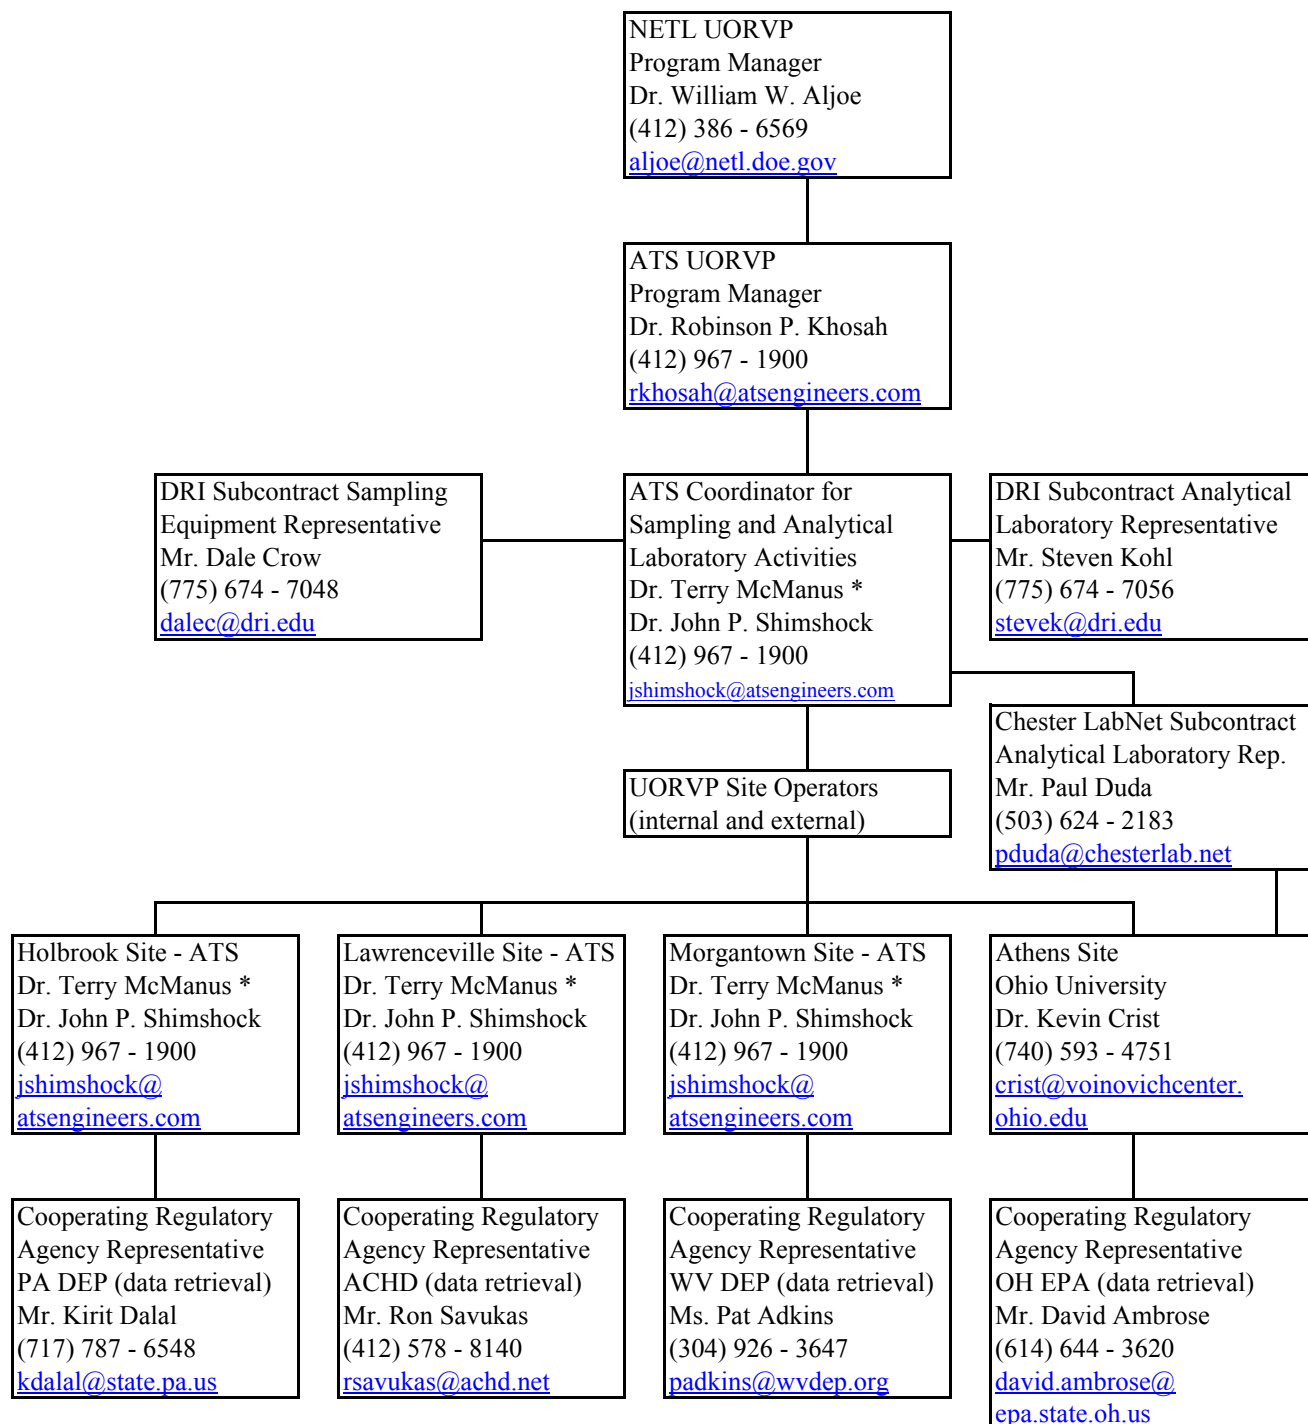 NETL UORVP
Program Manager
Dr. William W. Aljoe
(412) 386 - 6569
aljoe@netl.doe.gov
ATS UORVP
Program Manager
Dr. Robinson P. Khosah
(412) 967 - 1900
rkhosah@atsengineers.com
DRI Subcontract Sampling
Equipment Representative
Mr. Dale Crow
(775) 674 - 7048
dalec@dri.edu
ATS Coordinator for
Sampling and Analytical
Laboratory Activities
Dr. Terry McManus *
Dr. John P. Shimshock
(412) 967 - 1900
jshimshock@atsengineers.com
DRI Subcontract Analytical
Laboratory Representative
Mr. Steven Kohl
(775) 674 - 7056
stevek@dri.edu
Chester LabNet Subcontract
Analytical Laboratory Rep.
Mr. Paul Duda
(503) 624 - 2183
pduda@chesterlab.net
UORVP Site Operators
(internal and external)
Holbrook Site - ATS
Dr. Terry McManus *
Dr. John P. Shimshock
(412) 967 - 1900
jshimshock@
atsengineers.com
Lawrenceville Site - ATS
Dr. Terry McManus *
Dr. John P. Shimshock
(412) 967 - 1900
jshimshock@
atsengineers.com
Morgantown Site - ATS
Dr. Terry McManus *
Dr. John P. Shimshock
(412) 967 - 1900
jshimshock@
atsengineers.com
Athens Site
Ohio University
Dr. Kevin Crist
(740) 593 - 4751
crist@voinovichcenter.
ohio.edu
Cooperating Regulatory
Agency Representative
PA DEP (data retrieval)
Mr. Kirit Dalal
(717) 787 - 6548
kdalal@state.pa.us
Cooperating Regulatory
Agency Representative
ACHD (data retrieval)
Mr. Ron Savukas
(412) 578 - 8140
rsavukas@achd.net
Cooperating Regulatory
Agency Representative
WV DEP (data retrieval)
Ms. Pat Adkins
(304) 926 - 3647
padkins@wvdep.org
Cooperating Regulatory
Agency Representative
OH EPA (data retrieval)
Mr. David Ambrose
(614) 644 - 3620
david.ambrose@
epa.state.oh.us